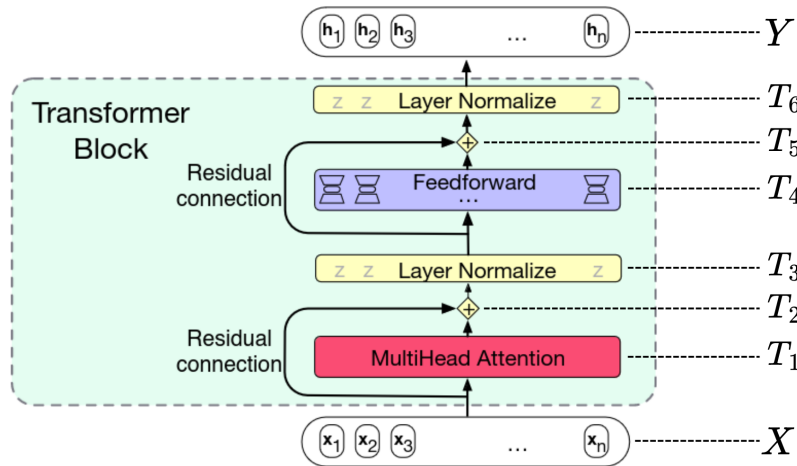 h₁ h₂ h₃ ... hₙ Y
Transformer
Block
z z Layer Normalize z T₆
+ T₅
Residual
connection
Feedforward
...
T₄
z z Layer Normalize z T₃
+ T₂
Residual
connection
MultiHead Attention T₁
x₁ x₂ x₃ ... xₙ X